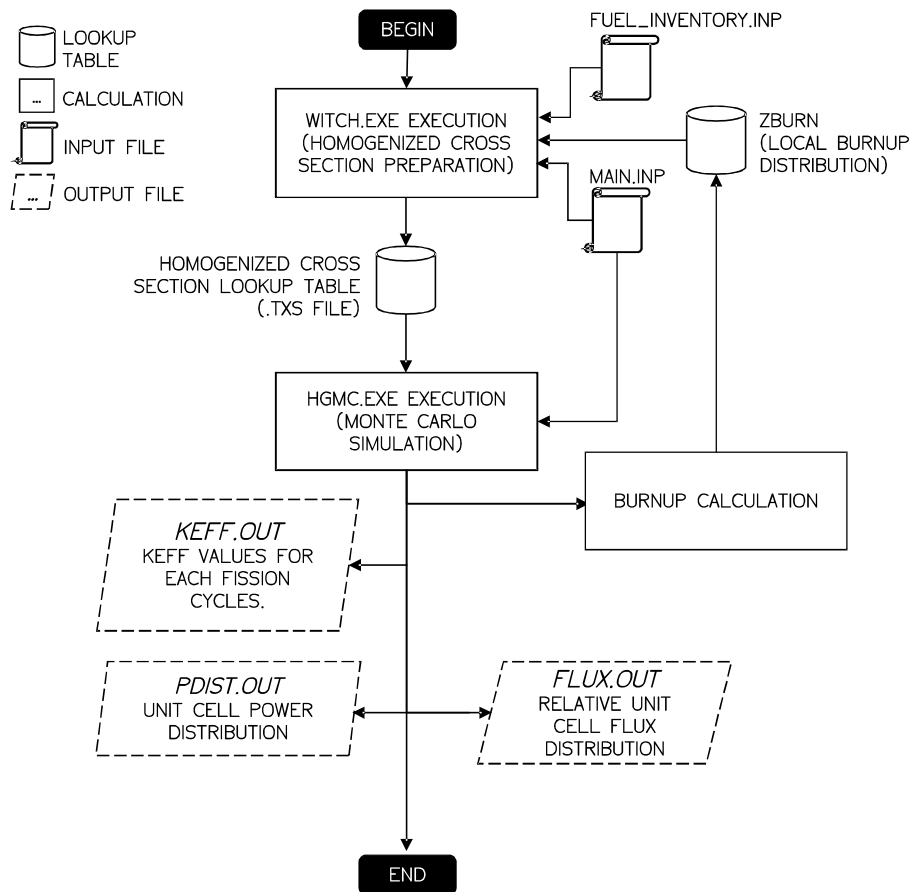 LOOKUP
TABLE
...
CALCULATION
INPUT FILE
...
OUTPUT FILE
BEGIN
FUEL_INVENTORY.INP
WITCH.EXE EXECUTION
(HOMOGENIZED CROSS
SECTION PREPARATION)
ZBURN
(LOCAL BURNUP
DISTRIBUTION)
MAIN.INP
HOMOGENIZED CROSS
SECTION LOOKUP TABLE
(.TXS FILE)
HGMC.EXE EXECUTION
(MONTE CARLO
SIMULATION)
BURNUP CALCULATION
KEFF.OUT
KEFF VALUES FOR
EACH FISSION
CYCLES.
PDIST.OUT
UNIT CELL POWER
DISTRIBUTION
FLUX.OUT
RELATIVE UNIT
CELL FLUX
DISTRIBUTION
END